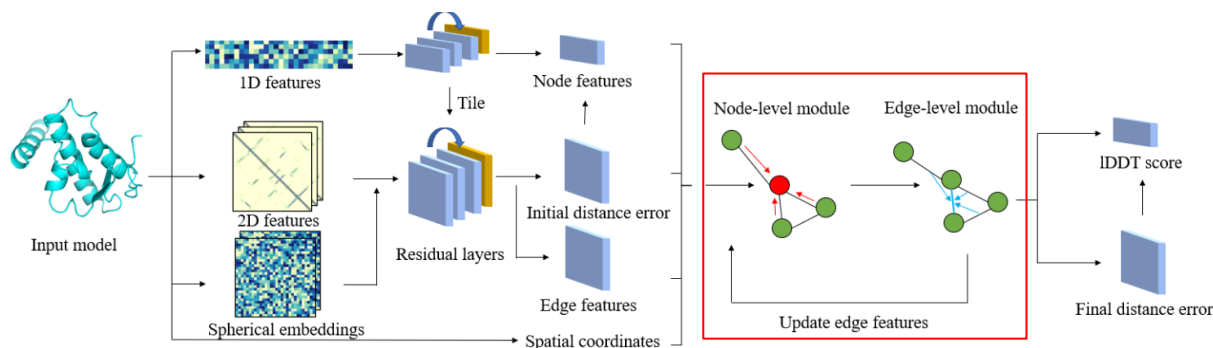 Input model
1D features
2D features
Spherical embeddings
Tile
Residual layers
Node features
Initial distance error
Edge features
Spatial coordinates
Node-level module
Edge-level module
Update edge features
lDDT score
Final distance error